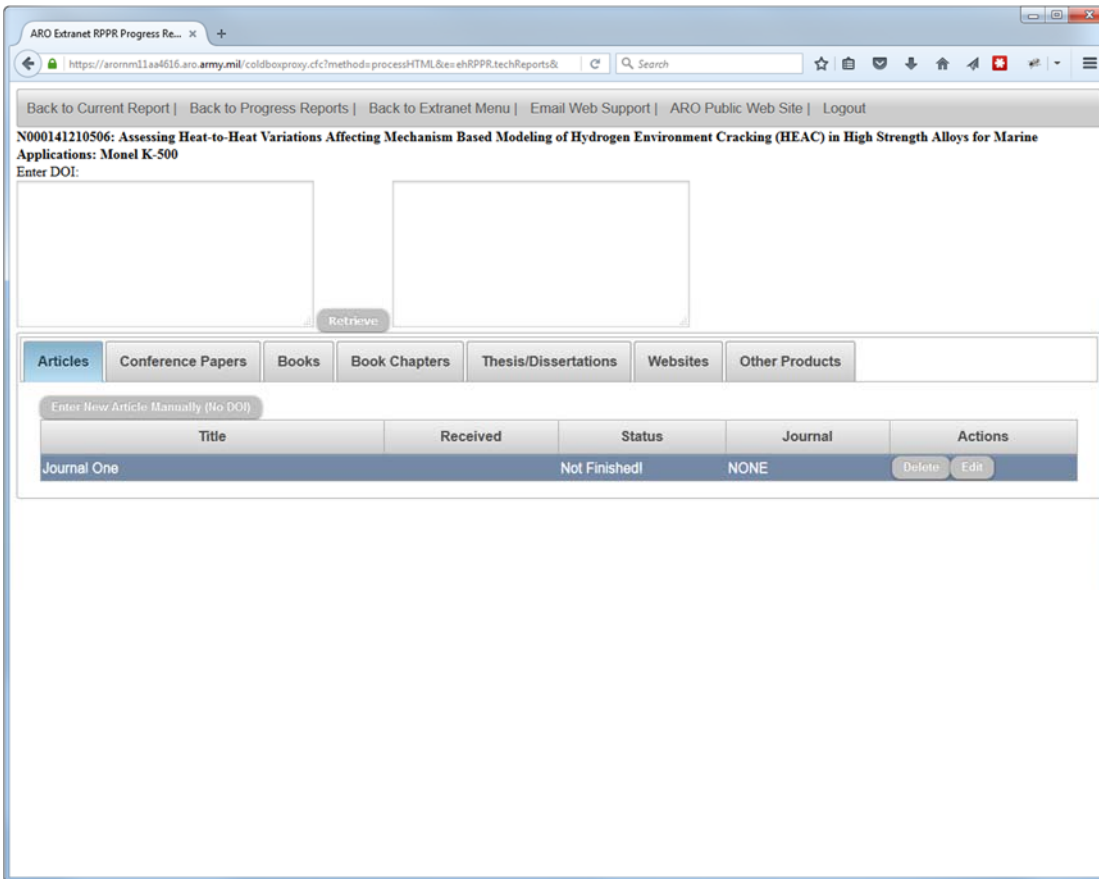 ARO Extranet RPPR Progress Re...
https://arornm11aa4616.aro.army.mil/coldboxproxy.cfc?method=processHTML&e=ehRPPR.techReports&
Search
Back to Current Report | Back to Progress Reports | Back to Extranet Menu | Email Web Support | ARO Public Web Site | Logout
N000141210506: Assessing Heat-to-Heat Variations Affecting Mechanism Based Modeling of Hydrogen Environment Cracking (HEAC) in High Strength Alloys for Marine
Applications: Monel K-500
Enter DOI:
Retrieve
Articles Conference Papers Books Book Chapters Thesis/Dissertations Websites Other Products
Enter New Article Manually (No DOI)
Title Received Status Journal Actions
Journal One Not Finished! NONE Delete Edit